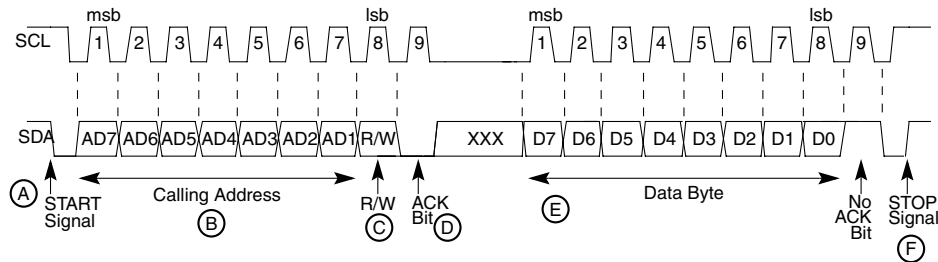 msb lsb msb lsb
SCL 1 2 3 4 5 6 7 8 9 1 2 3 4 5 6 7 8 9
SDA AD7 AD6 AD5 AD4 AD3 AD2 AD1 R/W XXX D7 D6 D5 D4 D3 D2 D1 D0
A START Signal
Calling Address
B
R/W
C
ACK
Bit D
E
Data Byte
No
ACK
Bit
STOP
Signal
F